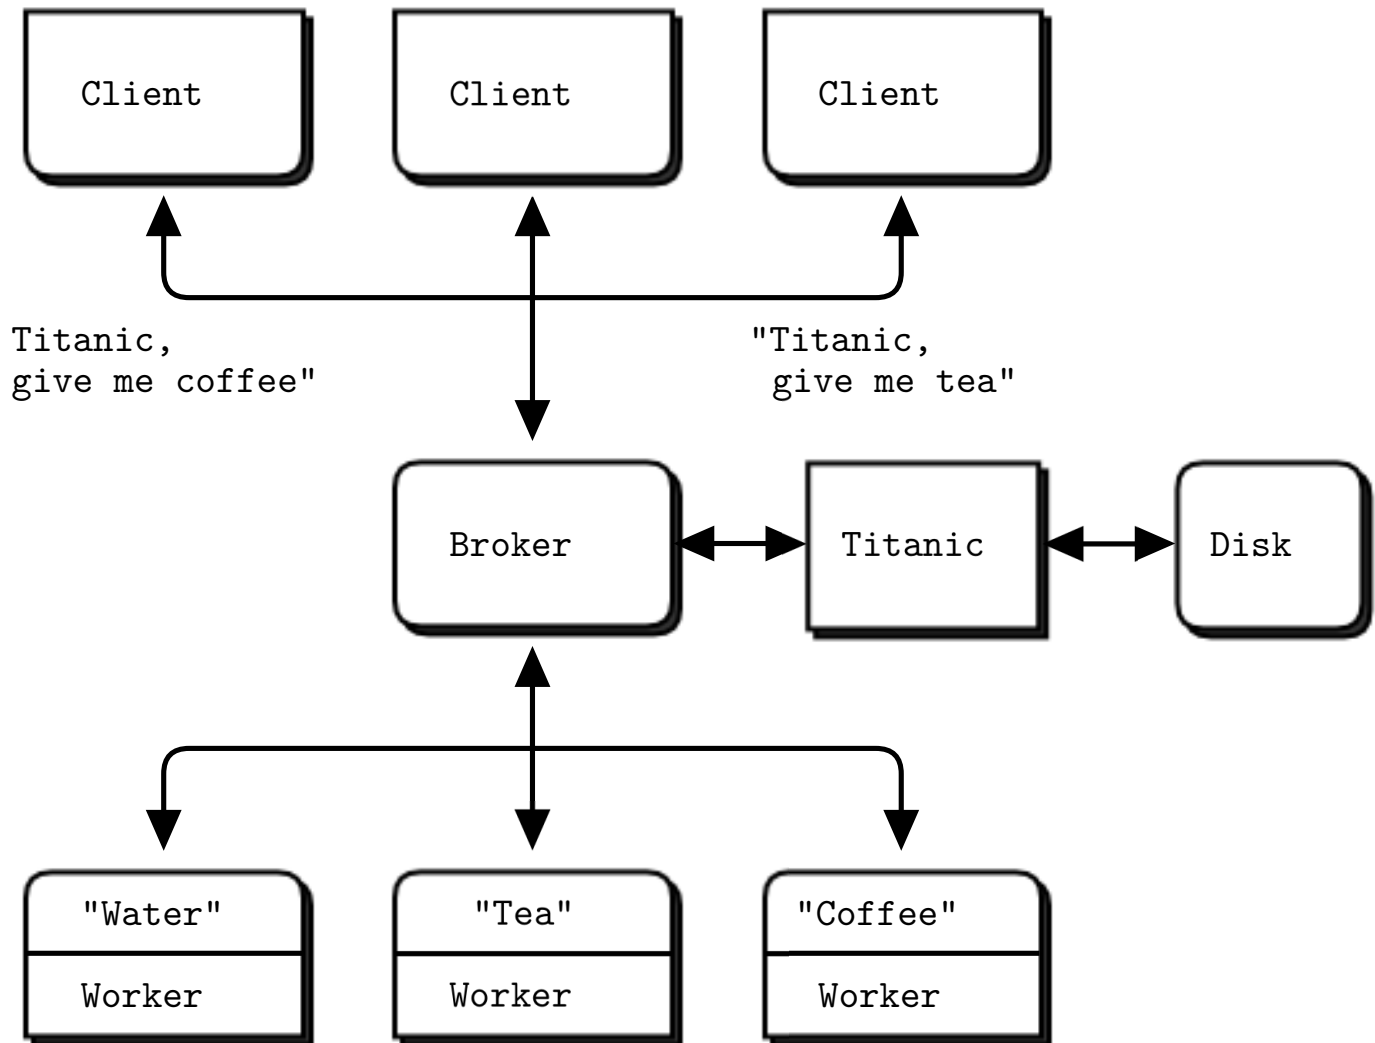 Client
Client
Client
Titanic,
give me coffee"
"Titanic,
give me tea"
Broker
Titanic
Disk
"Water"
"Tea"
"Coffee"
Worker
Worker
Worker